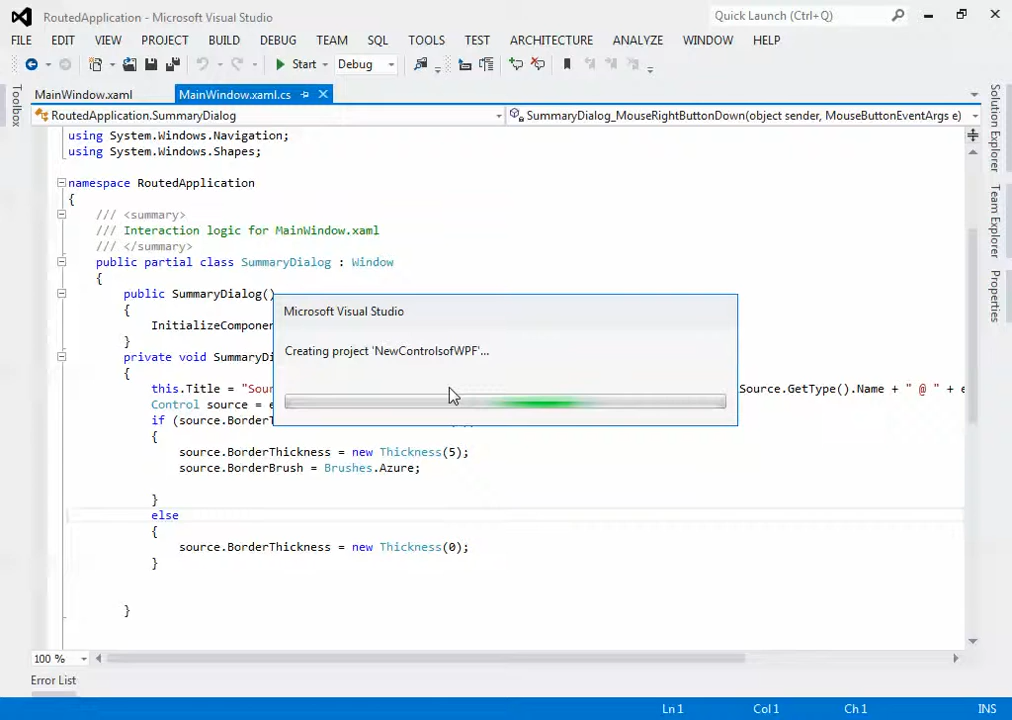 RoutedApplication - Microsoft Visual Studio
Quick Launch (Ctrl+Q)
FILE EDIT VIEW PROJECT BUILD DEBUG TEAM SQL TOOLS TEST ARCHITECTURE ANALYZE WINDOW HELP
Start Debug
Toolbox
MainWindow.xaml MainWindow.xaml.cs
RoutedApplication.SummaryDialog SummaryDialog_MouseRightButtonDown(object sender, MouseButtonEventArgs e)
using System.Windows.Navigation;
using System.Windows.Shapes;
namespace RoutedApplication
{
/// <summary>
/// Interaction logic for MainWindow.xaml
/// </summary>
public partial class SummaryDialog : Window
{
public SummaryDialog()
{
InitializeComponen
}
private void SummaryDi
{
this.Title = "Sour Source.GetType().Name + " @ " + e
Control source = e
if (source.Border
{
source.BorderThickness = new Thickness(5);
source.BorderBrush = Brushes.Azure;
}
else
{
source.BorderThickness = new Thickness(0);
}
}
Microsoft Visual Studio
Creating project 'NewControlsofWPF'...
Solution Explorer
Team Explorer
Properties
100 %
Error List
Ln 1 Col 1 Ch 1 INS